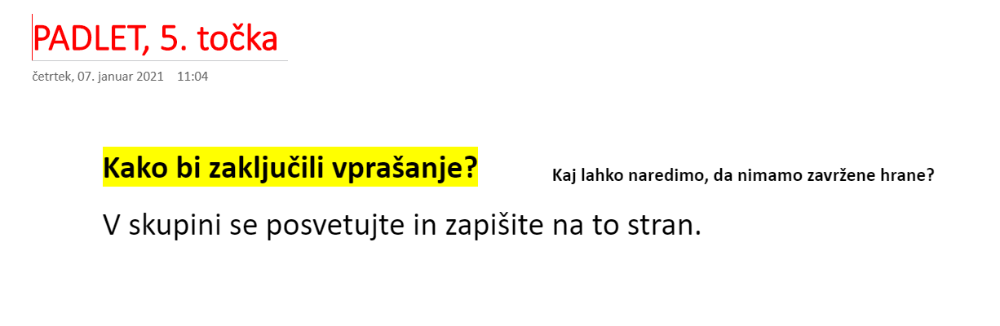 PADLET, 5. točka
četrtek, 07. januar 2021 11:04
Kako bi zaključili vprašanje?
Kaj lahko naredimo, da nimamo zavržene hrane?
V skupini se posvetujte in zapišite na to stran.